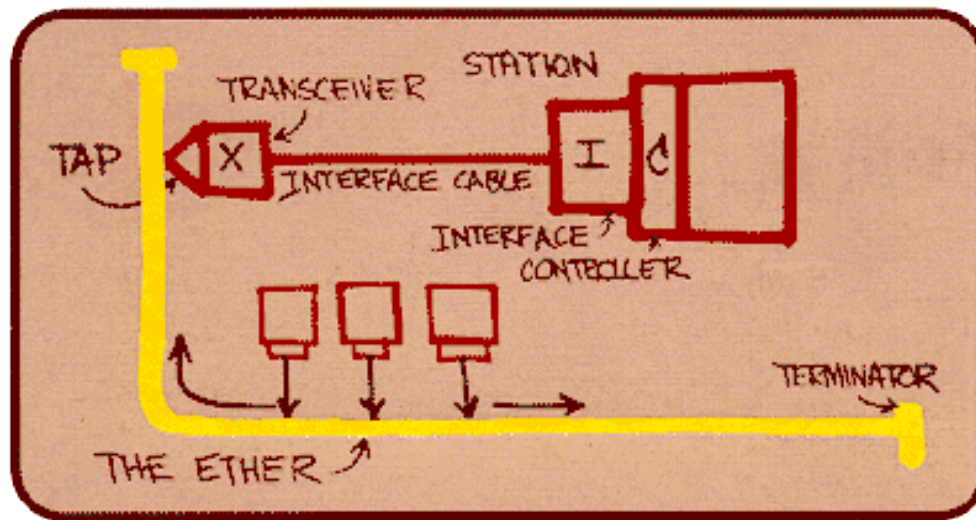 STATION
TRANSCEIVER
TAP
X
I
C
INTERFACE CABLE
INTERFACE
CONTROLLER
TERMINATOR
THE ETHER